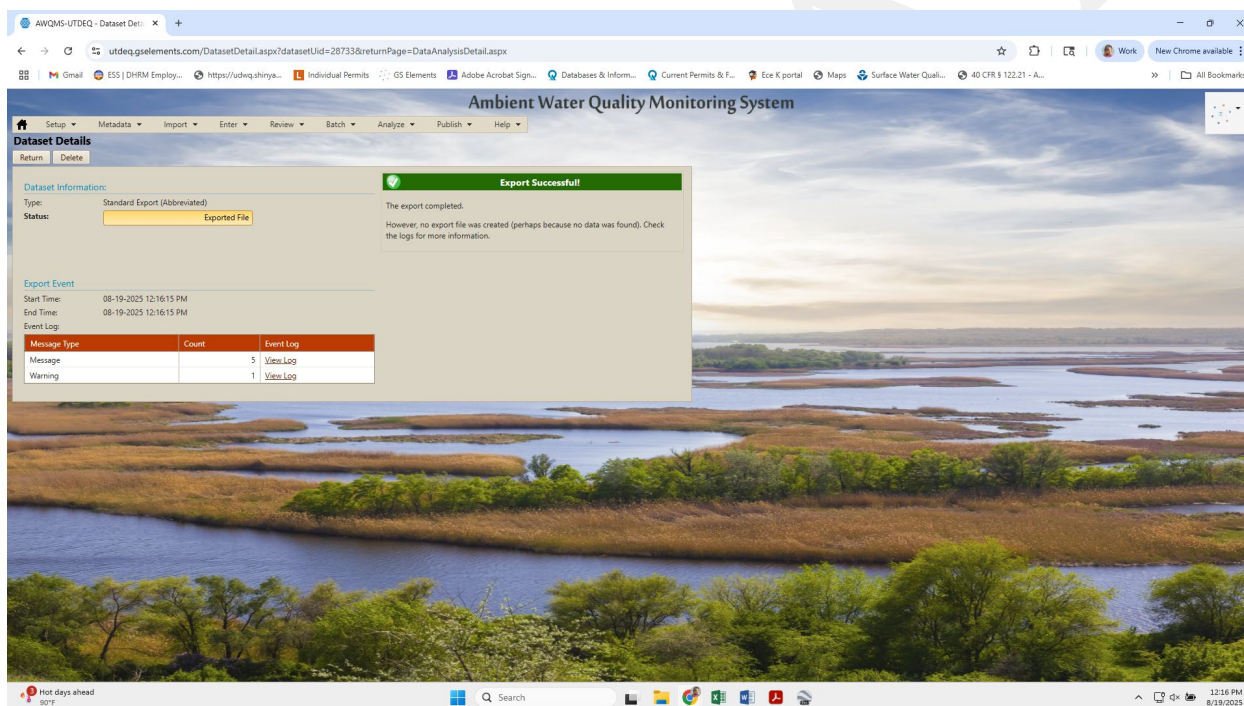 AWQMS-UTDEQ - Dataset Deta
utdeq.gselements.com/DatasetDetail.aspx?datasetUid=28733&returnPage=DataAnalysisDetail.aspx
Work
New Chrome available
Gmail
ESS | DHRM Employ...
https://udwq.shinya...
Individual Permits
GS Elements
Adobe Acrobat Sign...
Databases & Inform...
Current Permits & F...
Ece K portal
Maps
Surface Water Quali...
40 CFR § 122.21 - A...
»
All Bookmarks
Ambient Water Quality Monitoring System
Setup
Metadata
Import
Enter
Review
Batch
Analyze
Publish
Help
Dataset Details
Return
Delete
Dataset Information:
Type: Standard Export (Abbreviated)
Status: Exported File
Export Successful!
The export completed.
However, no export file was created (perhaps because no data was found). Check
the logs for more information.
Export Event
Start Time: 08-19-2025 12:16:15 PM
End Time: 08-19-2025 12:16:15 PM
Event Log:
Message Type Count Event Log
Message 5 View Log
Warning 1 View Log
3
Hot days ahead
90°F
Search
12:16 PM
8/19/2025